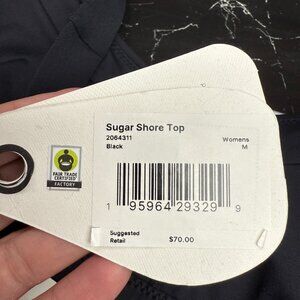 Sugar Shore Top
2064311 Womens
Black M
FAIR TRADE
CERTIFIED
FACTORY
1 95964 29329 9
Suggested
Retail $70.00